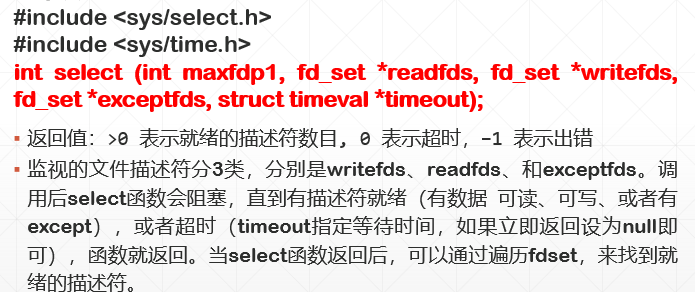 #include <sys/select.h>
#include <sys/time.h>
int select (int maxfdp1, fd_set *readfds, fd_set *writefds,
fd_set *exceptfds, struct timeval *timeout);
▪ 返回值：>0 表示就绪的描述符数目, 0 表示超时，-1 表示出错
▪ 监视的文件描述符分3类，分别是writefds、readfds、和exceptfds。调
用后select函数会阻塞，直到有描述符就绪（有数据 可读、可写、或者有
except），或者超时（timeout指定等待时间，如果立即返回设为null即
可），函数就返回。当select函数返回后，可以通过遍历fdset，来找到就
绪的描述符。